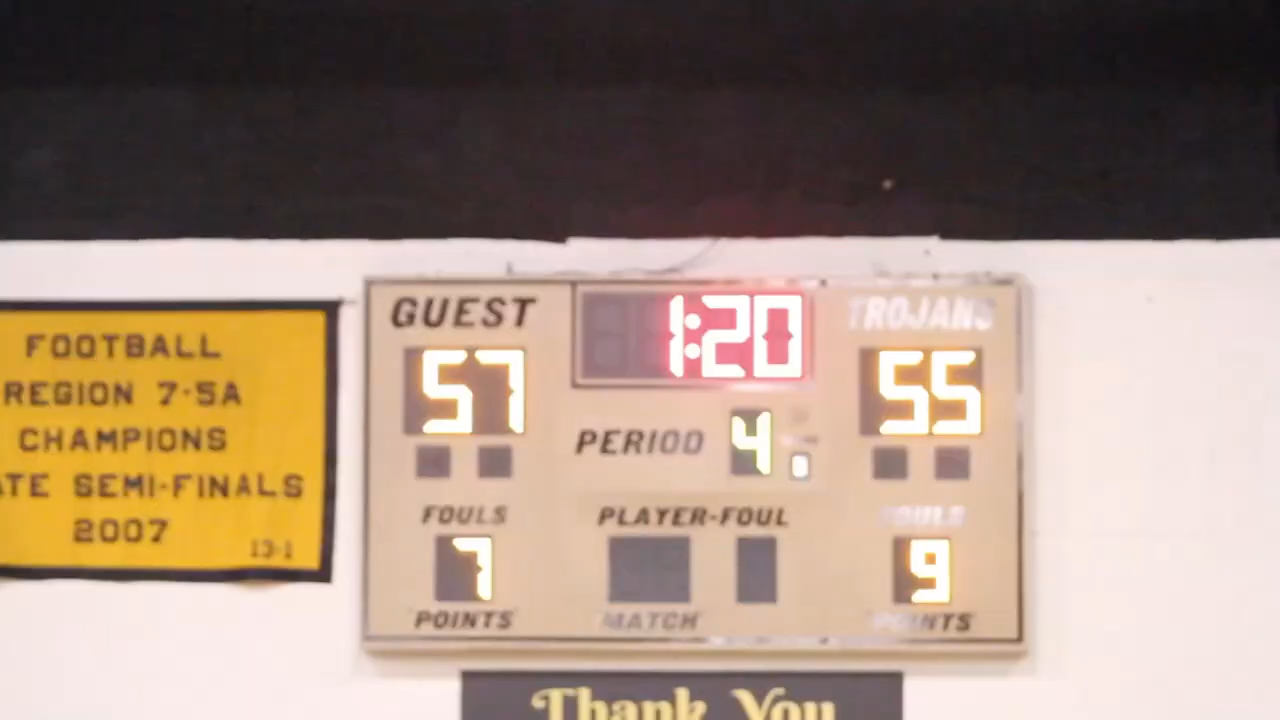 FOOTBALL
REGION 7-5A
CHAMPIONS
ATE SEMI-FINALS
2007
13-1
GUEST 1:20 TROJANS
57 55
PERIOD 4
FOULS PLAYER-FOUL FOULS
7 9
POINTS MATCH POINTS
Thank You